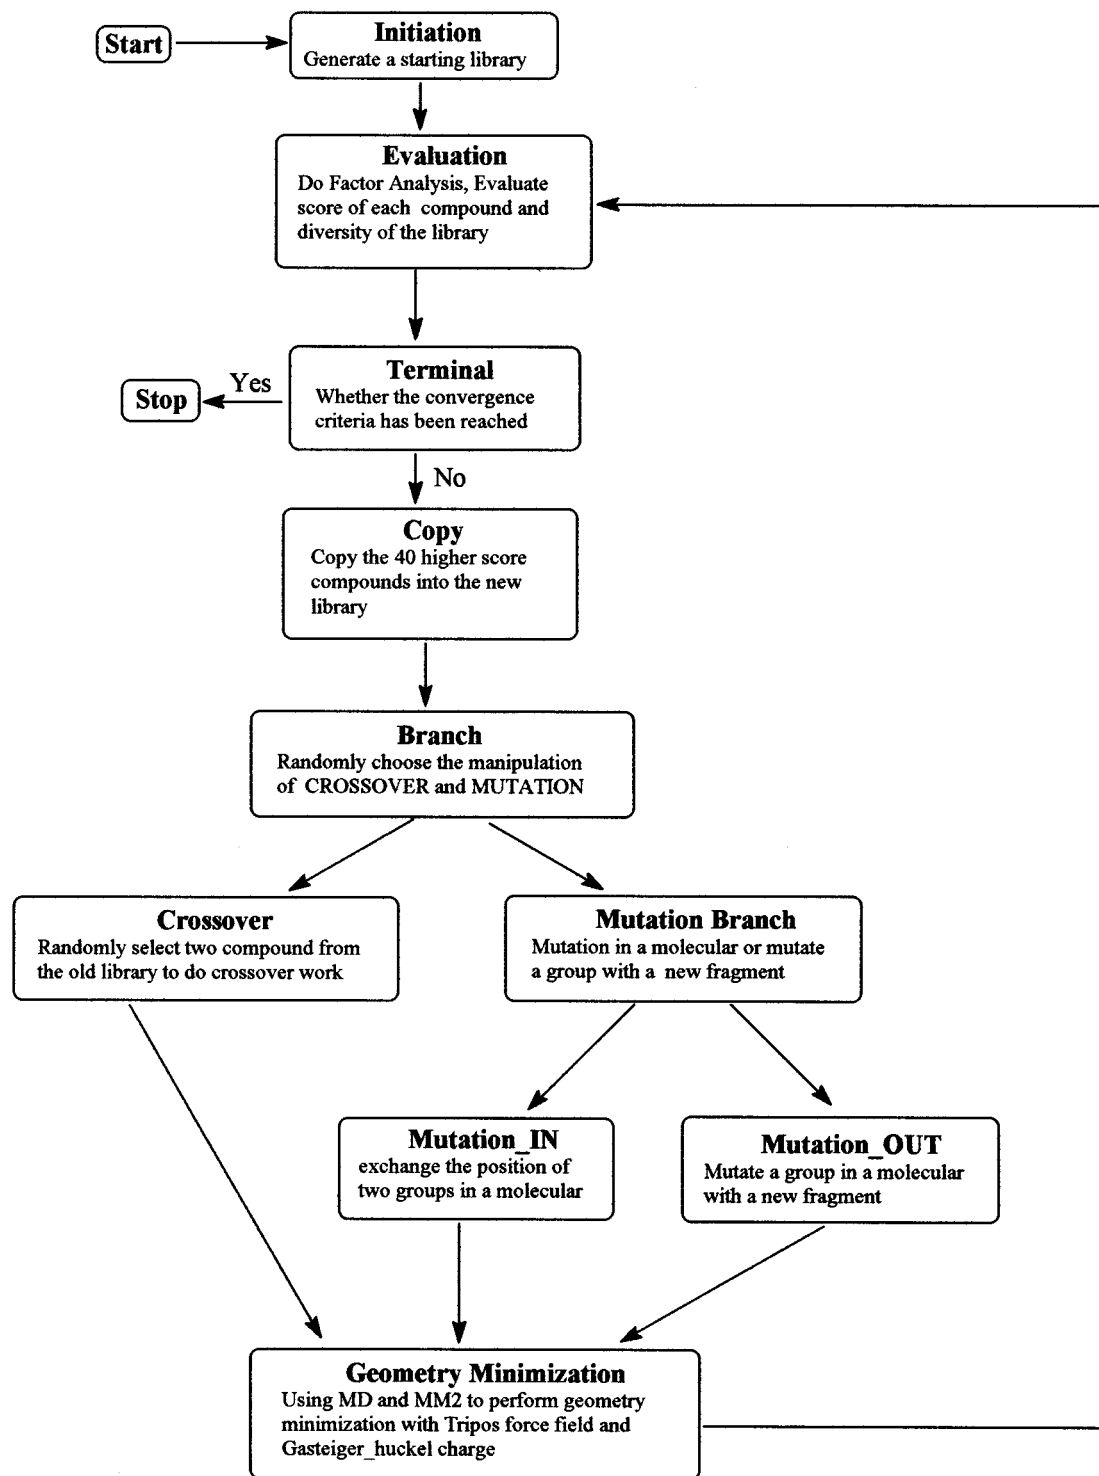 Start
Initiation
Generate a starting library
Evaluation
Do Factor Analysis, Evaluate
score of each compound and
diversity of the library
Terminal
Whether the convergence
criteria has been reached
Yes
Stop
No
Copy
Copy the 40 higher score
compounds into the new
library
Branch
Randomly choose the manipulation
of CROSSOVER and MUTATION
Crossover
Randomly select two compound from
the old library to do crossover work
Mutation Branch
Mutation in a molecular or mutate
a group with a new fragment
Mutation_IN
exchange the position of
two groups in a molecular
Mutation_OUT
Mutate a group in a molecular
with a new fragment
Geometry Minimization
Using MD and MM2 to perform geometry
minimization with Tripos force field and
Gasteiger_huckel charge